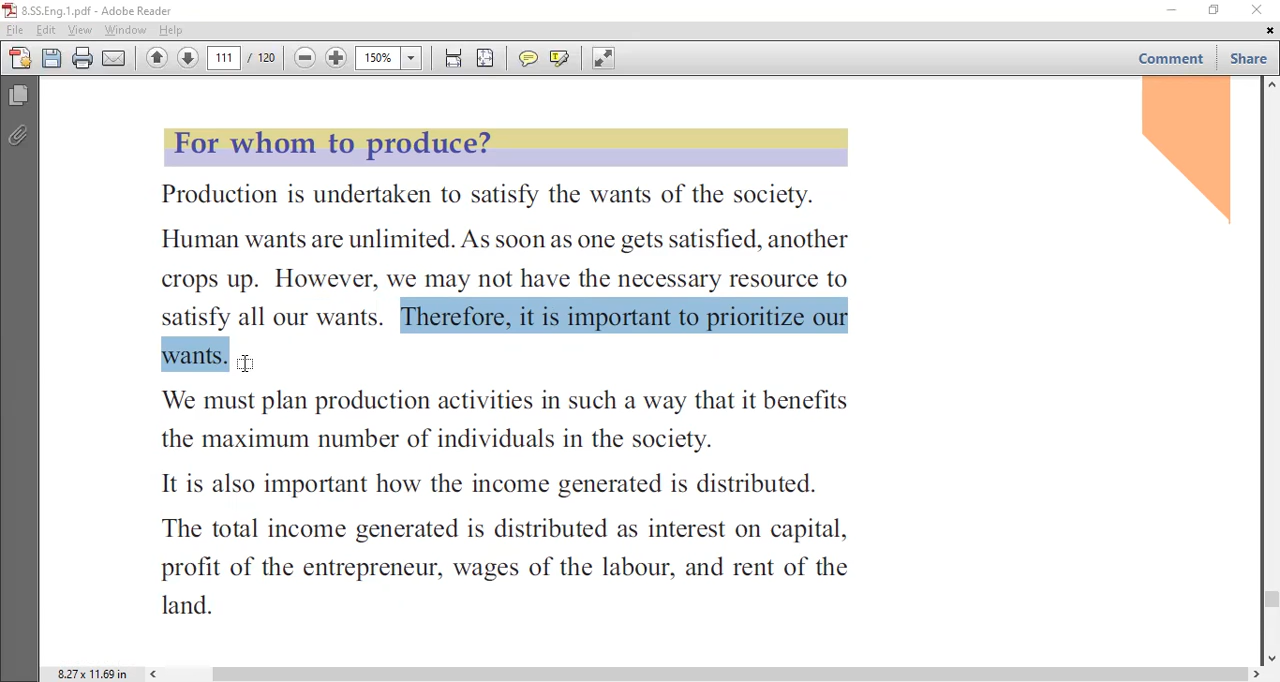 8.SS.Eng.1.pdf - Adobe Reader
File Edit View Window Help
111 / 120 150% Comment Share
For whom to produce?
Production is undertaken to satisfy the wants of the society.
Human wants are unlimited. As soon as one gets satisfied, another
crops up. However, we may not have the necessary resource to
satisfy all our wants. Therefore, it is important to prioritize our
wants.
We must plan production activities in such a way that it benefits
the maximum number of individuals in the society.
It is also important how the income generated is distributed.
The total income generated is distributed as interest on capital,
profit of the entrepreneur, wages of the labour, and rent of the
land.
8.27 x 11.69 in